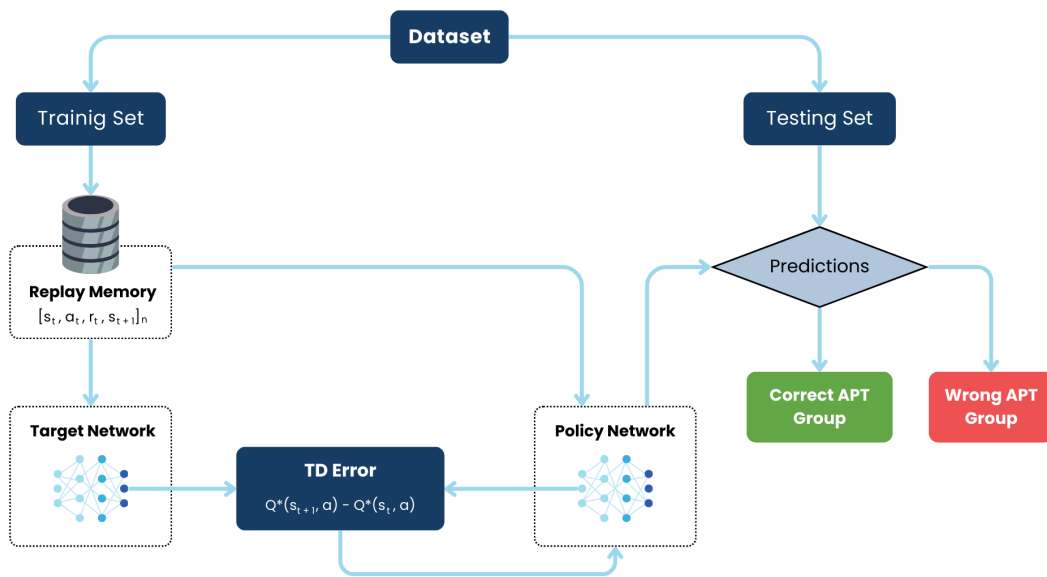 Dataset
Trainig Set
Testing Set
Replay Memory
[sₜ, aₜ, rₜ, sₜ₊₁]ₙ
Predictions
Correct APT
Group
Wrong APT
Group
Target Network
TD Error
Q*(sₜ₊₁, a) - Q*(sₜ, a)
Policy Network